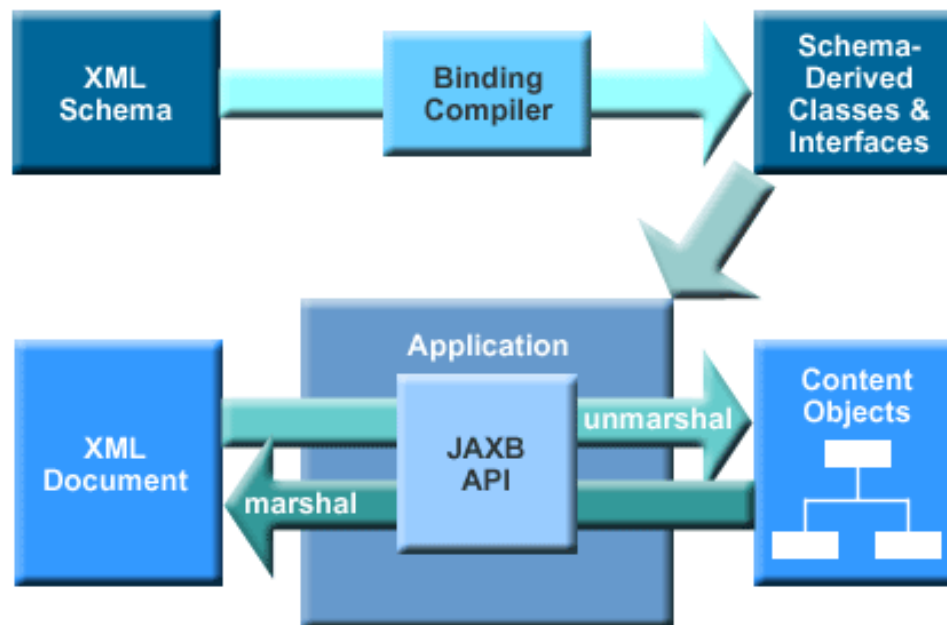 XML
Schema
Binding
Compiler
Schema-
Derived
Classes &
Interfaces
Application
XML
Document
JAXB
API
unmarshal
marshal
Content
Objects